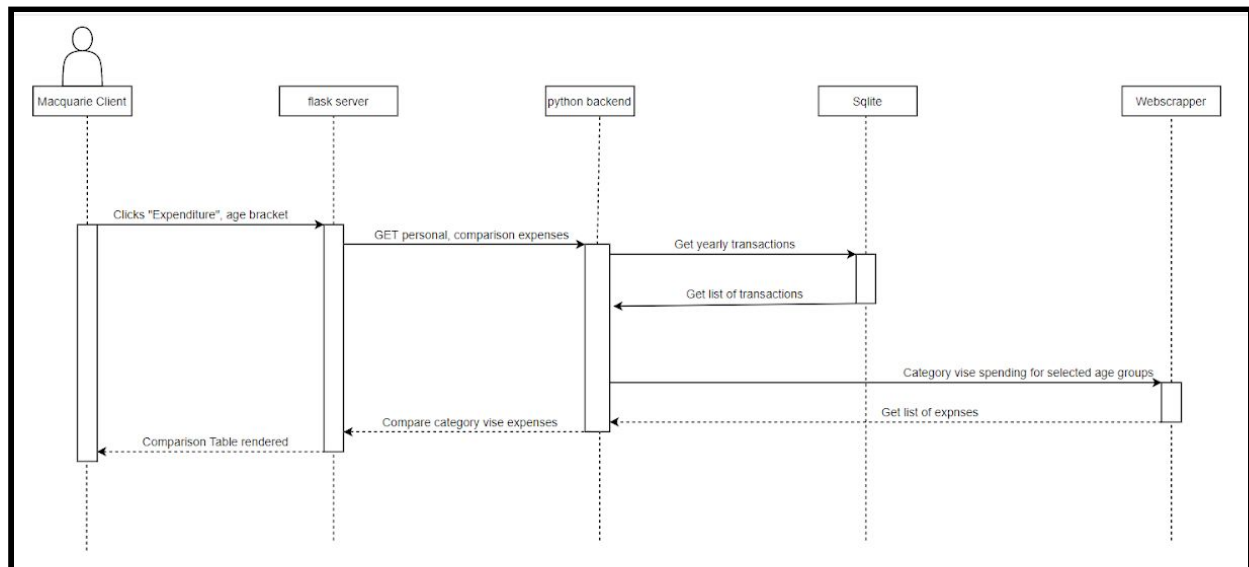 Macquarie Client
flask server
python backend
Sqlite
Webscrapper
Clicks "Expenditure", age bracket
GET personal, comparison expenses
Get yearly transactions
Get list of transactions
Category vise spending for selected age groups
Get list of expnses
Compare category vise expenses
Comparison Table rendered